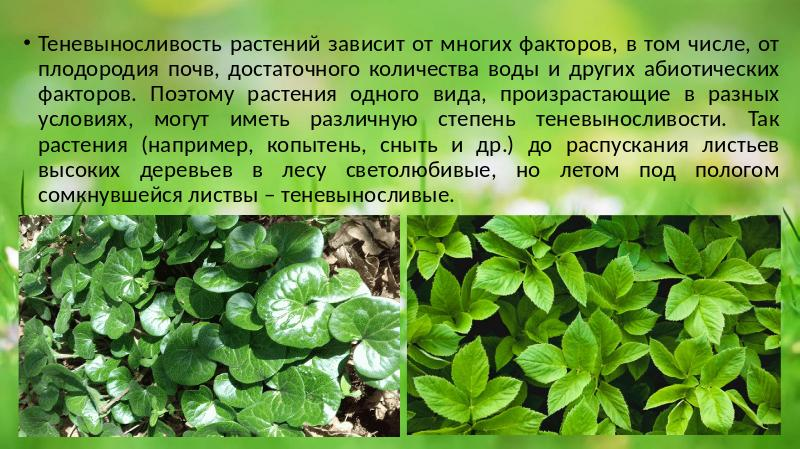 • Теневыносливость растений зависит от многих факторов, в том числе, от
плодородия почв, достаточного количества воды и других абиотических
факторов. Поэтому растения одного вида, произрастающие в разных
условиях, могут иметь различную степень теневыносливости. Так
растения (например, копытень, сныть и др.) до распускания листьев
высоких деревьев в лесу светолюбивые, но летом под пологом
сомкнувшейся листвы – теневыносливые.